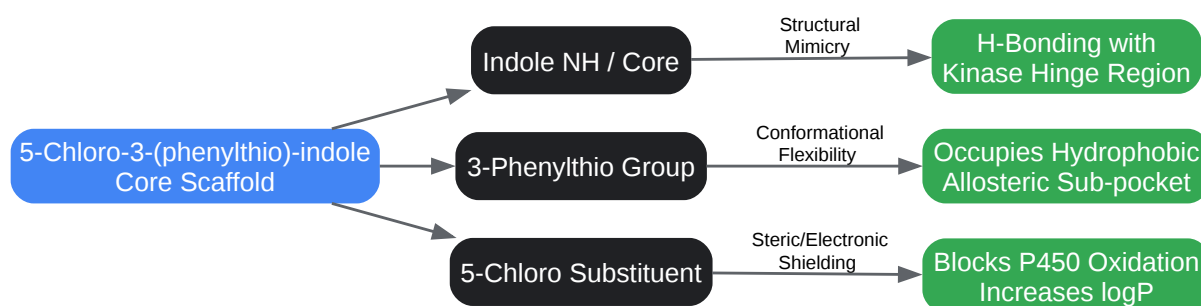 5-Chloro-3-(phenylthio)-indole
Core Scaffold
Indole NH / Core
Structural
Mimicry
H-Bonding with
Kinase Hinge Region
3-Phenylthio Group
Conformational
Flexibility
Occupies Hydrophobic
Allosteric Sub-pocket
5-Chloro Substituent
Steric/Electronic
Shielding
Blocks P450 Oxidation
Increases logP